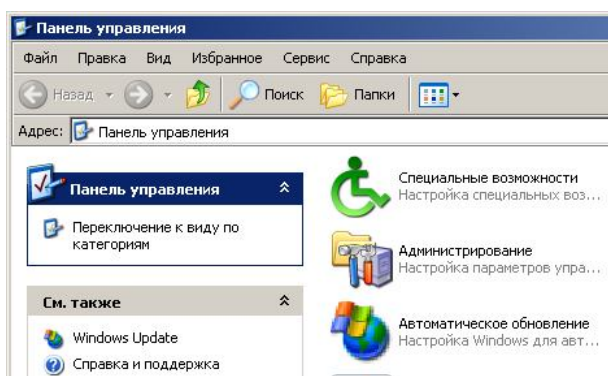 Панель управления
Файл Правка Вид Избранное Сервис Справка
Назад Поиск Папки
Адрес: Панель управления
Панель управления
Переключение к виду по
категориям
См. также
Windows Update
Справка и поддержка
Специальные возможности
Настройка специальных воз...
Администрирование
Настройка параметров упра...
Автоматическое обновление
Настройка Windows для авт...